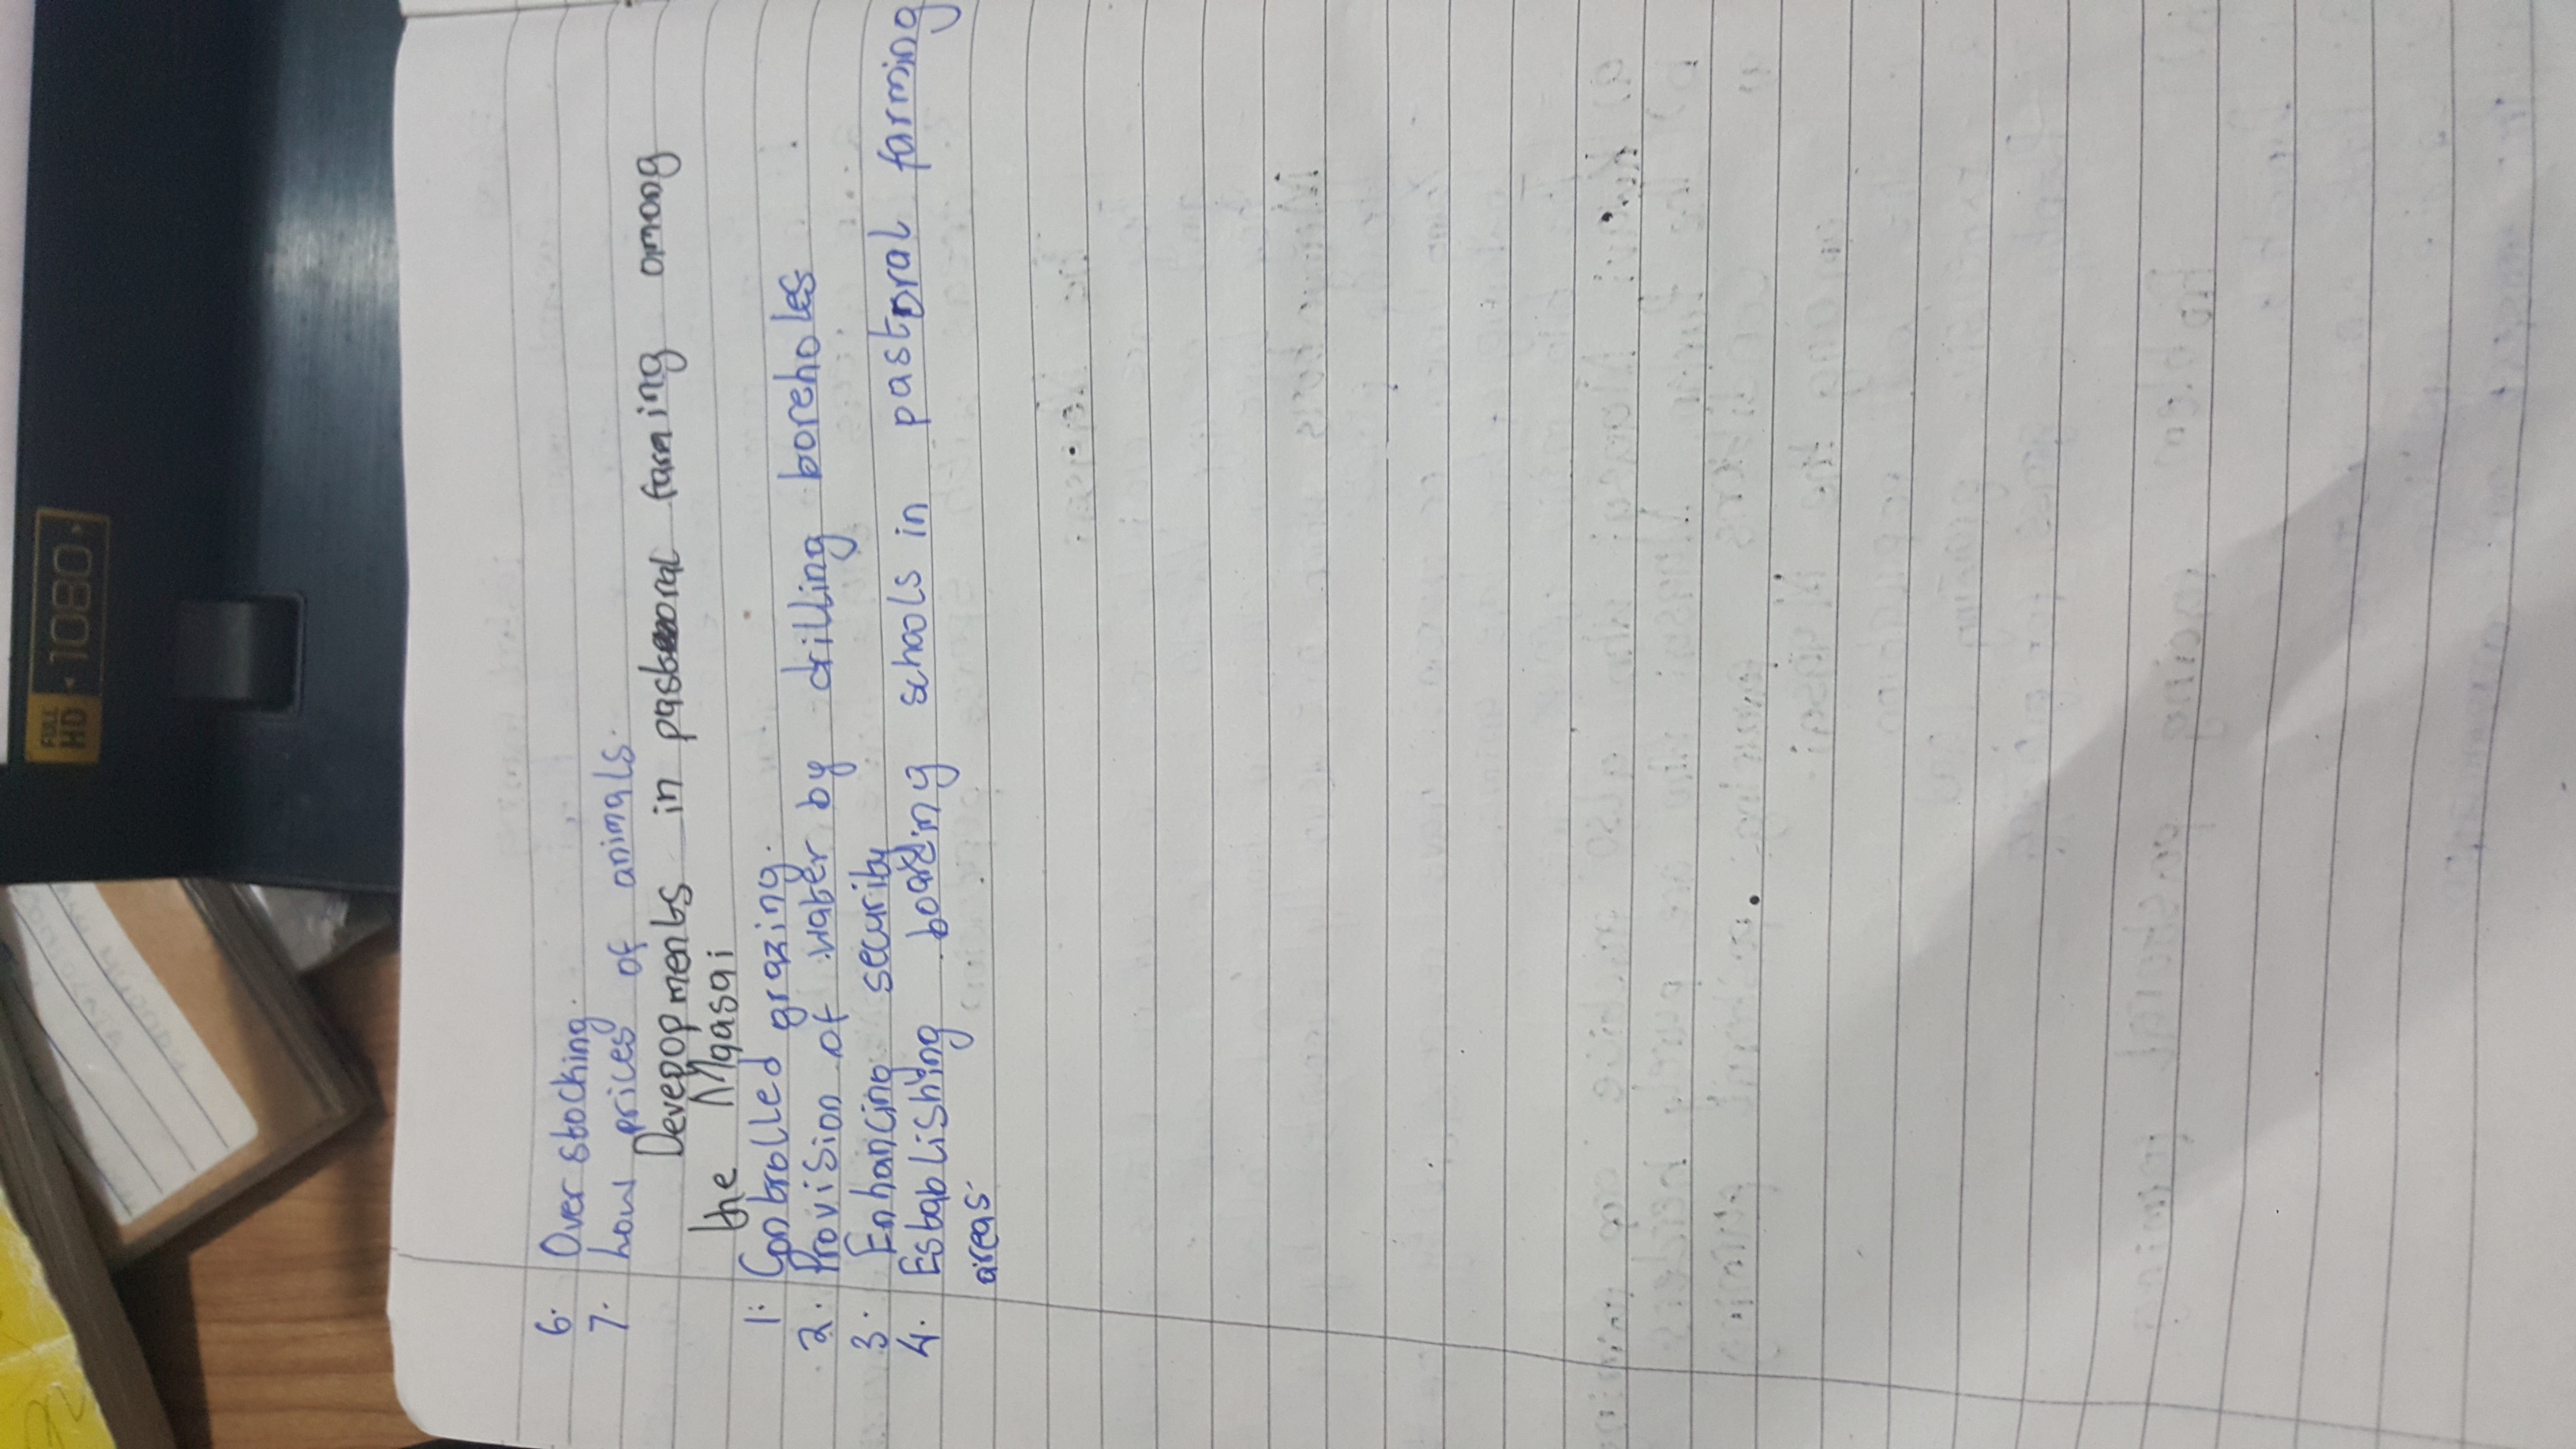 FULL HD 1080
6. Over stocking.
7. Low prices of animals.
Devepopments in pastoral farming among
the Maasai
1. Controlled grazing.
2. Provision of water by drilling boreholes
3. Enhancing security
4. Establishing boarding schools in pastoral farming
areas.